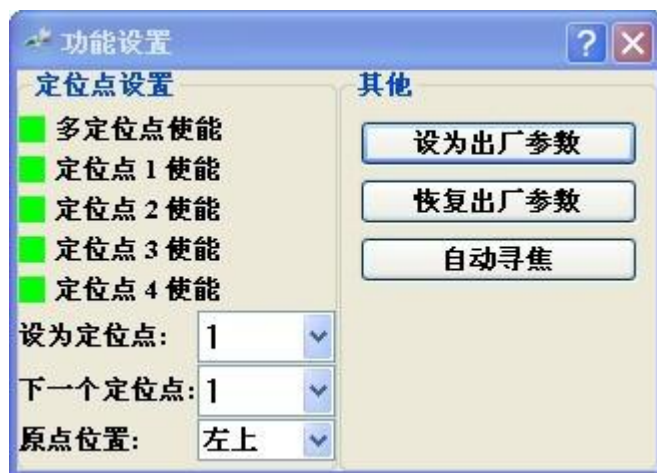 功能设置
定位点设置
多定位点使能
定位点 1 使能
定位点 2 使能
定位点 3 使能
定位点 4 使能
设为定位点: 1
下一个定位点: 1
原点位置: 左上
其他
设为出厂参数
恢复出厂参数
自动寻焦